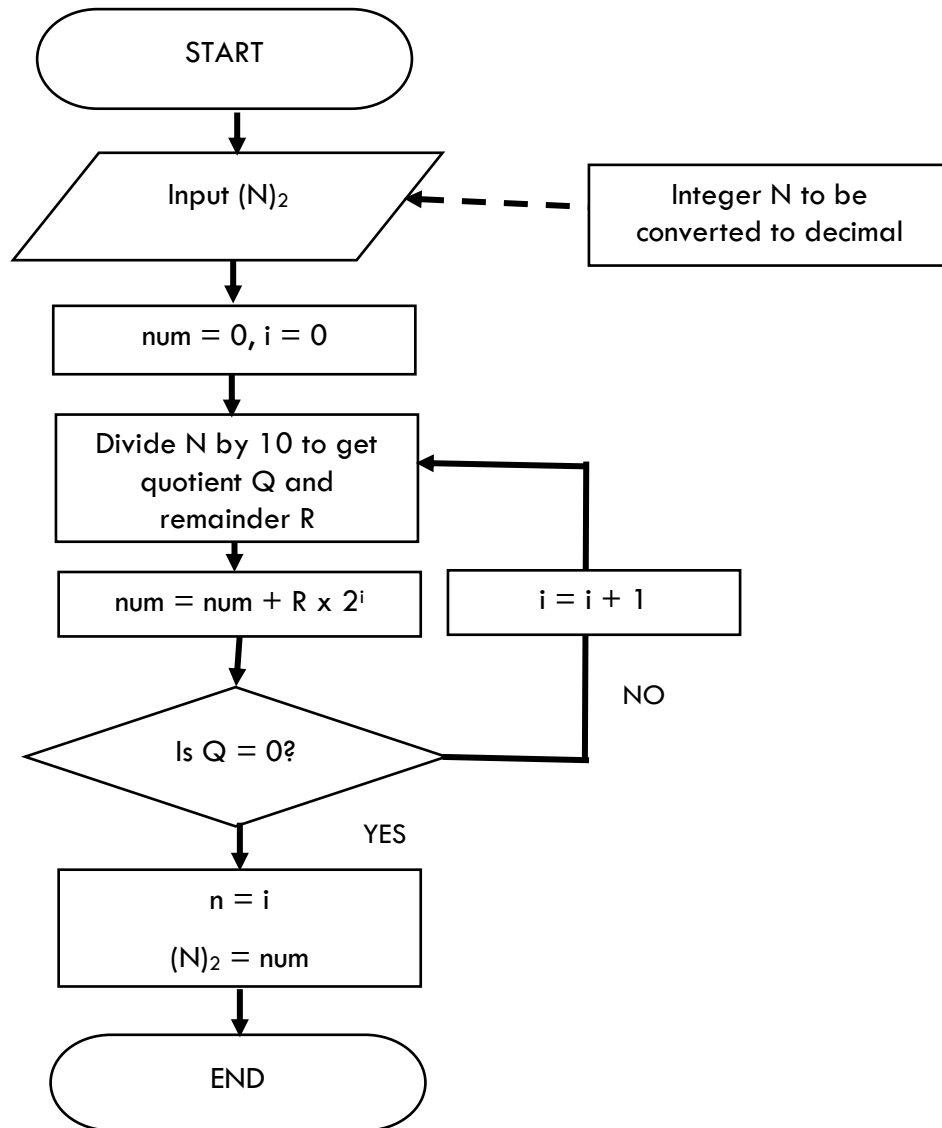 START
Input (N)₂
Integer N to be
converted to decimal
num = 0, i = 0
Divide N by 10 to get
quotient Q and
remainder R
num = num + R x 2ⁱ
i = i + 1
NO
Is Q = 0?
YES
n = i
(N)₂ = num
END